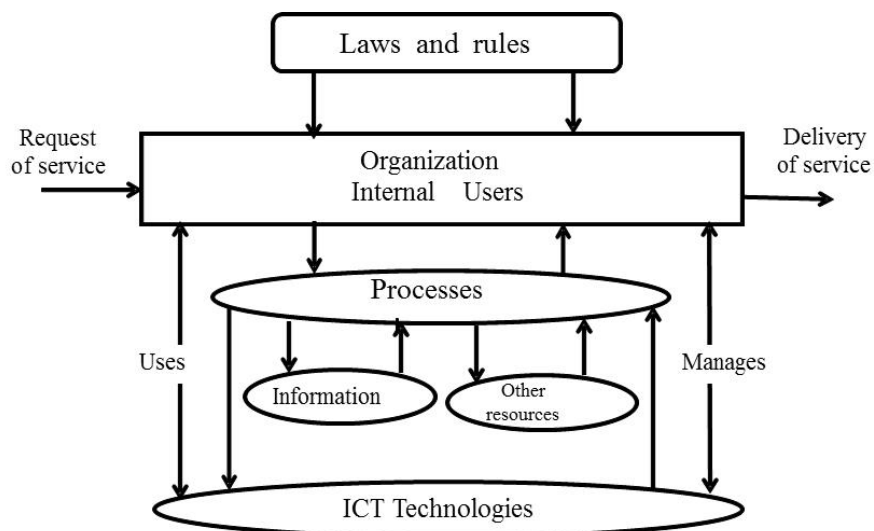 Laws and rules
Request
of service
Delivery
of service
Organization
Internal Users
Processes
Uses
Manages
Information
Other
resources
ICT Technologies